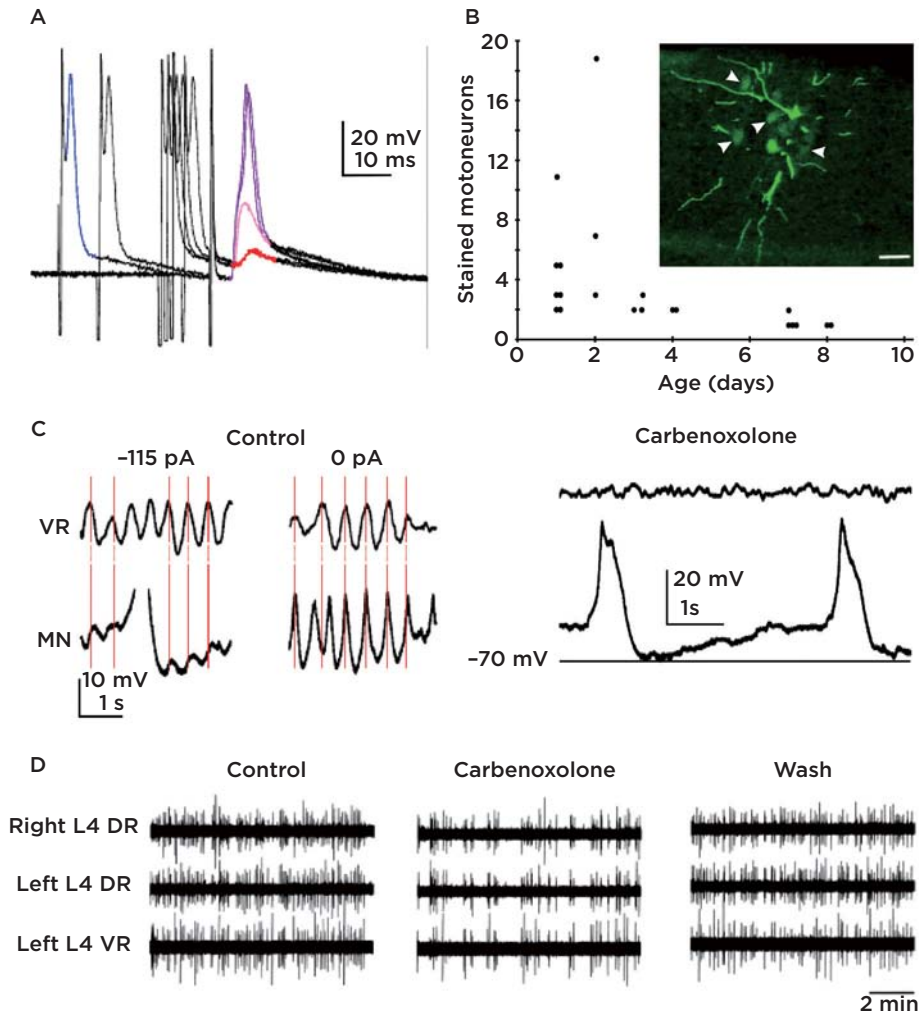 A
20 mV
10 ms
B
20
16
12
8
4
0
Stained motoneurons
0 2 4 6 8 10
Age (days)
C
Control
–115 pA 0 pA
VR
MN
10 mV
1 s
Carbenoxolone
20 mV
1s
–70 mV
D
Control Carbenoxolone Wash
Right L4 DR
Left L4 DR
Left L4 VR
2 min